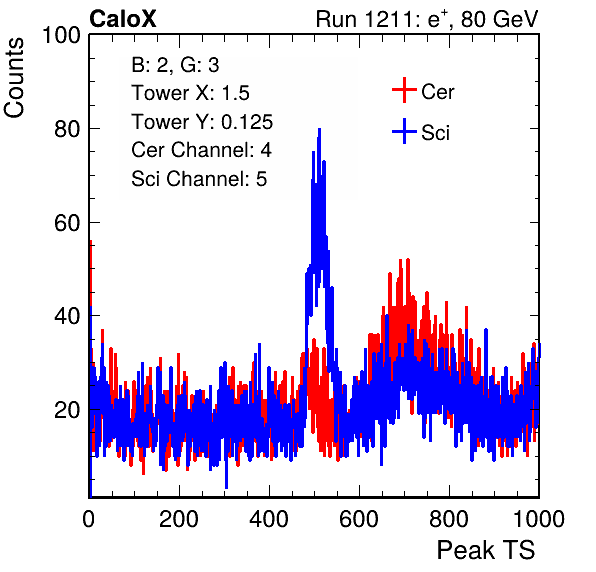 CaloX Run 1211: e⁺, 80 GeV
Counts
100
80
60
40
20
B: 2, G: 3
Tower X: 1.5
Tower Y: 0.125
Cer Channel: 4
Sci Channel: 5
Cer
Sci
0 200 400 600 800 1000
Peak TS